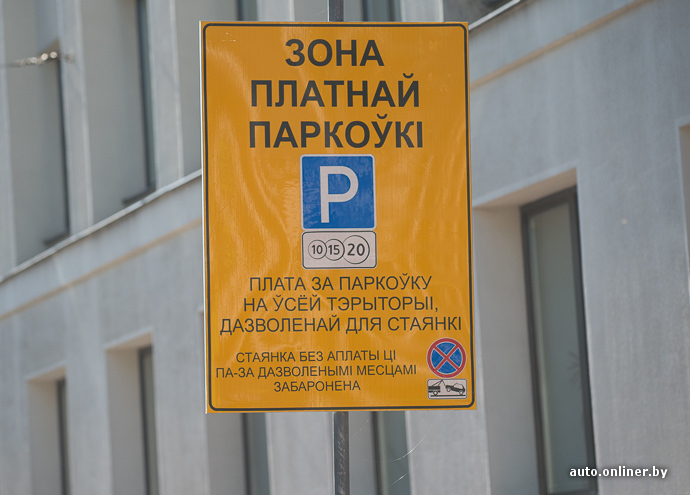 ЗОНА
ПЛАТНАЙ
ПАРКОЎКІ
P
10 15 20
ПЛАТА ЗА ПАРКОЎКУ
НА ЎСЁЙ ТЭРЫТОРЫІ,
ДАЗВОЛЕНАЙ ДЛЯ СТАЯНКІ
СТАЯНКА БЕЗ АПЛАТЫ ЦІ
ПА-ЗА ДАЗВОЛЕНЫМІ МЕСЦАМІ
ЗАБАРОНЕНА
auto.onliner.by